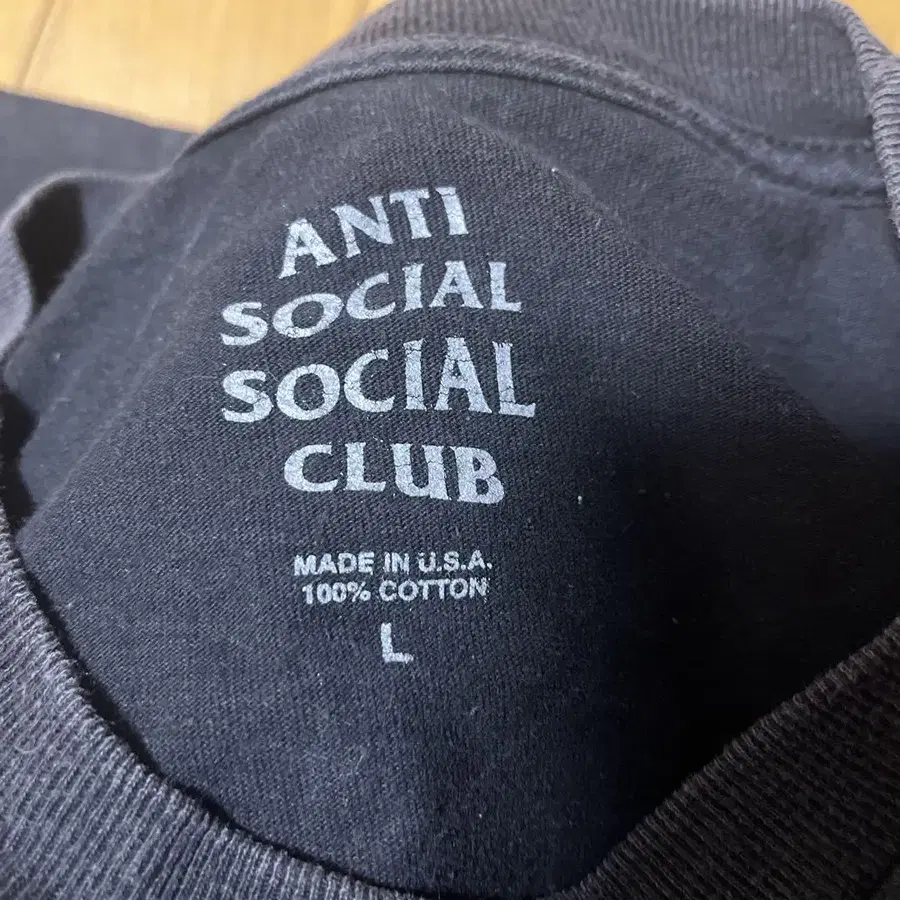 ANTI
SOCIAL
SOCIAL
CLUB
MADE IN U.S.A.
100% COTTON
L